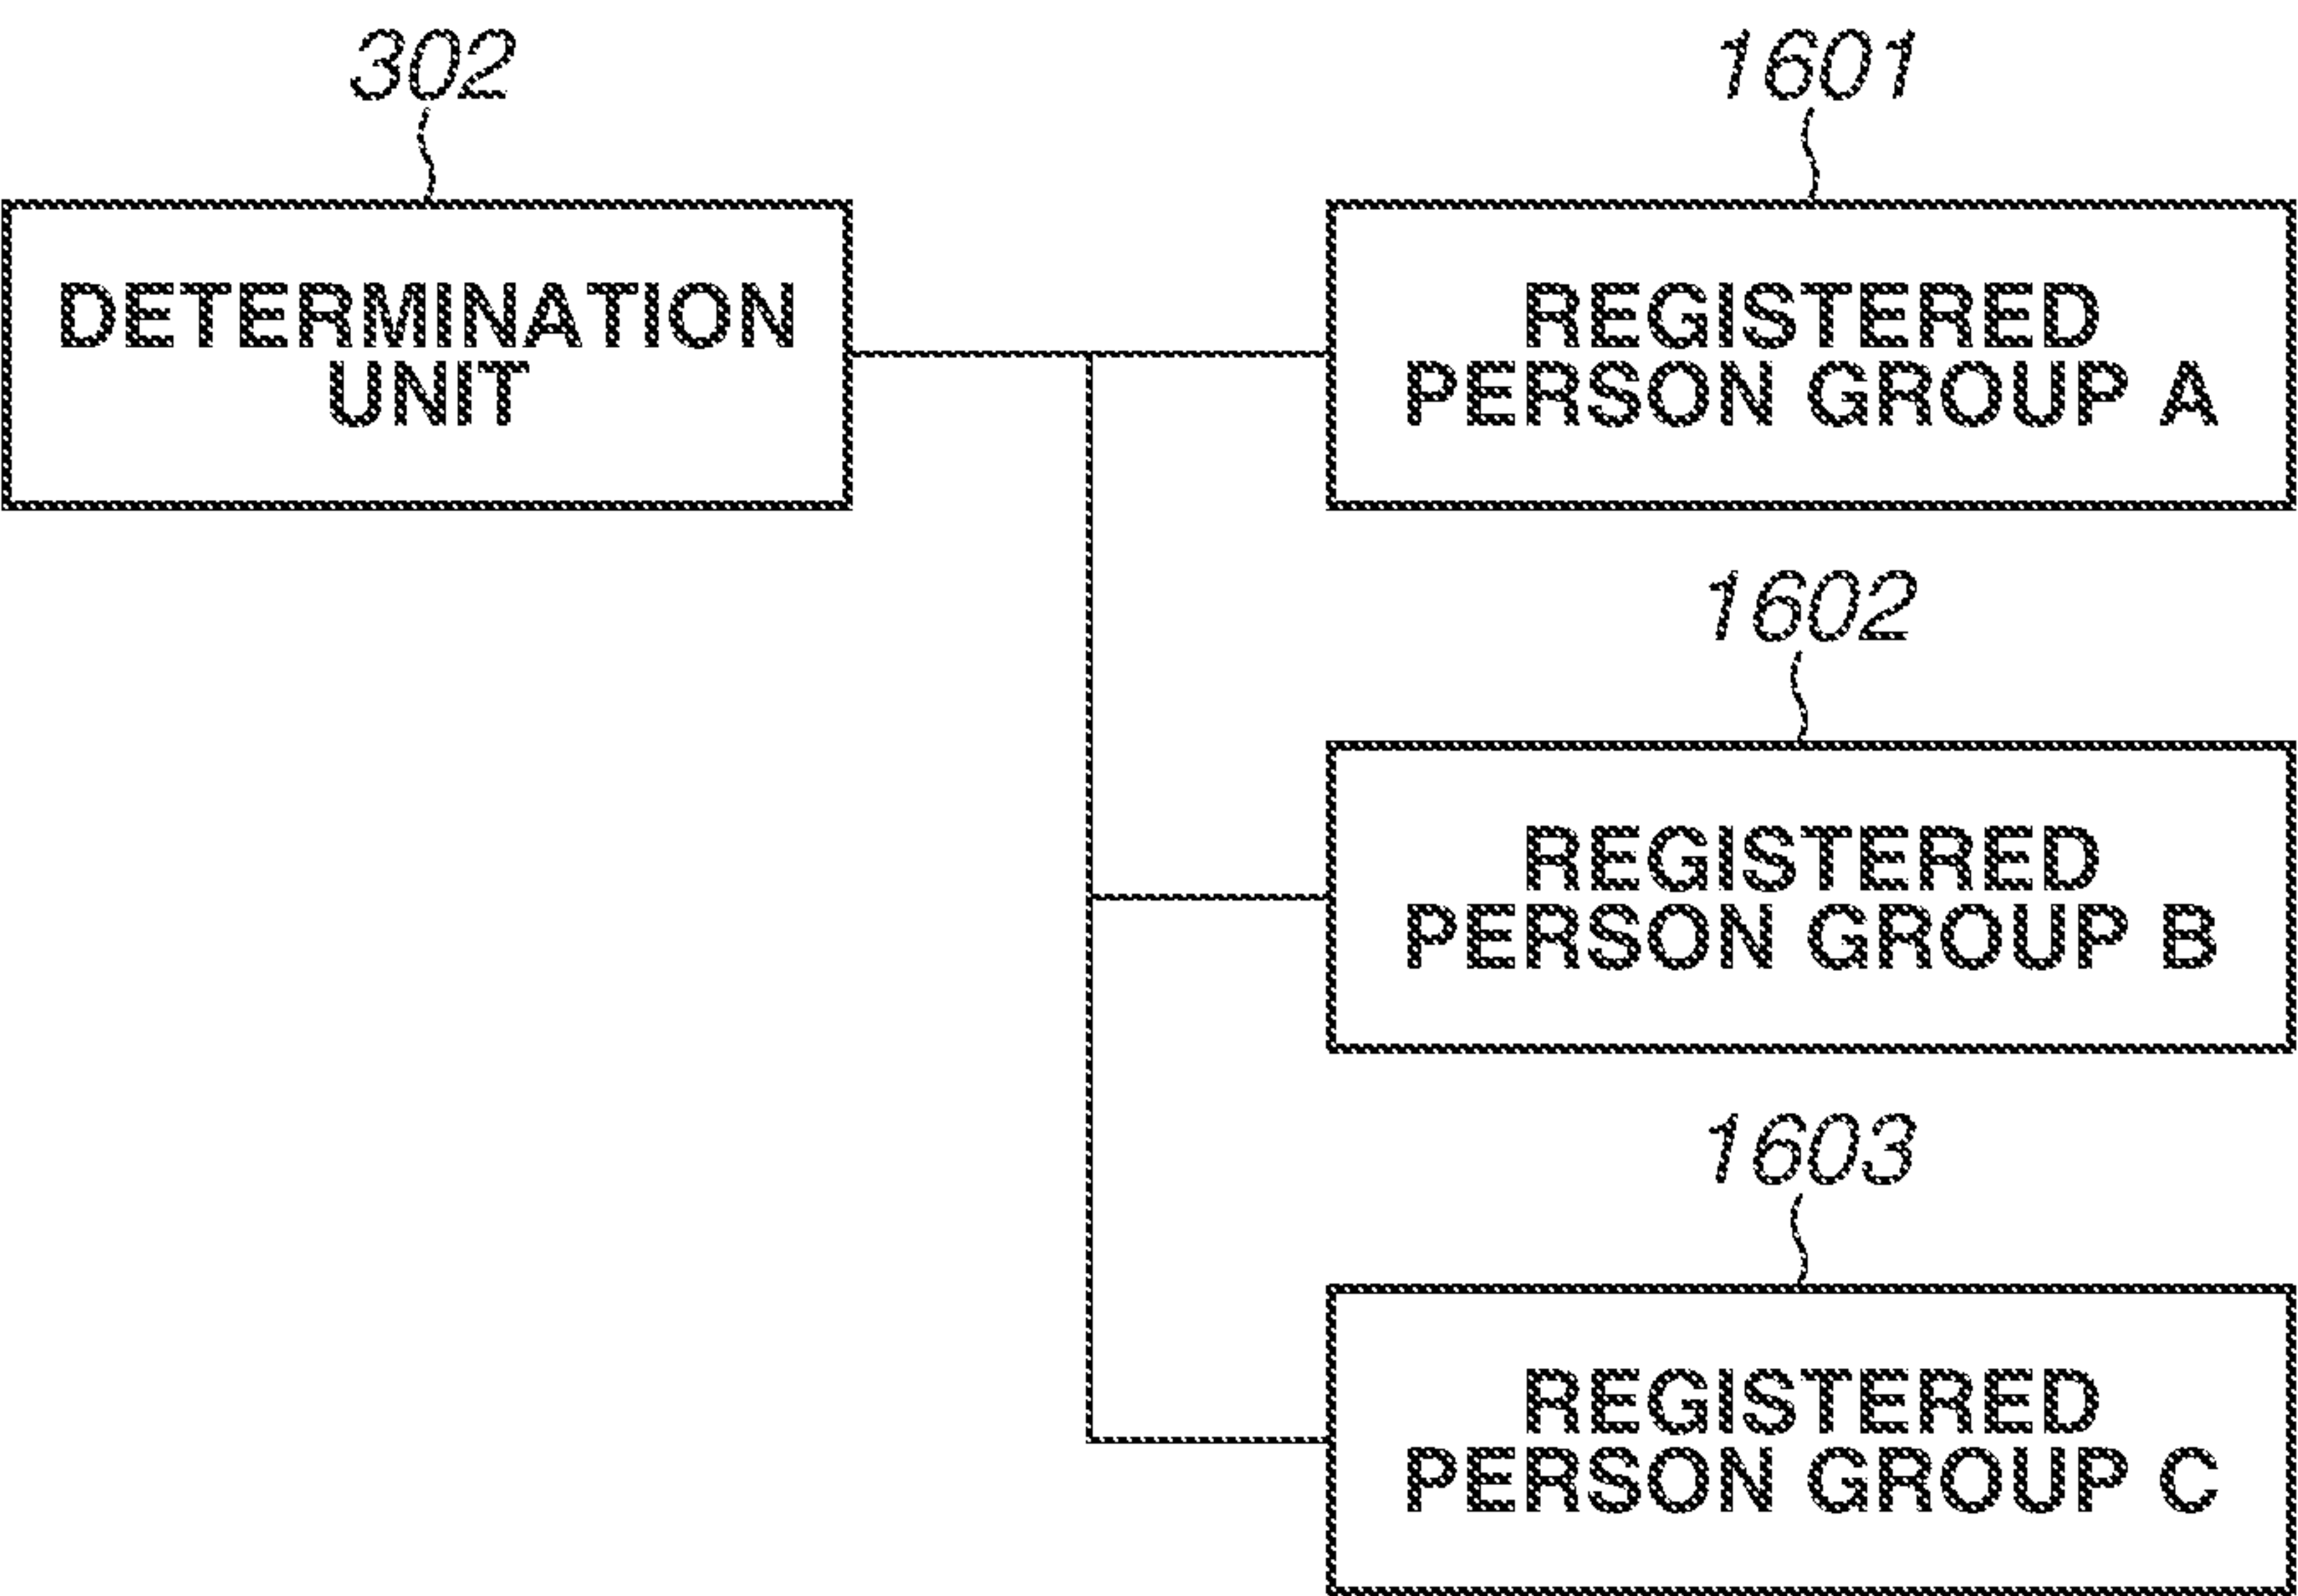 302
DETERMINATION
UNIT
1601
REGISTERED
PERSON GROUP A
1602
REGISTERED
PERSON GROUP B
1603
REGISTERED
PERSON GROUP C